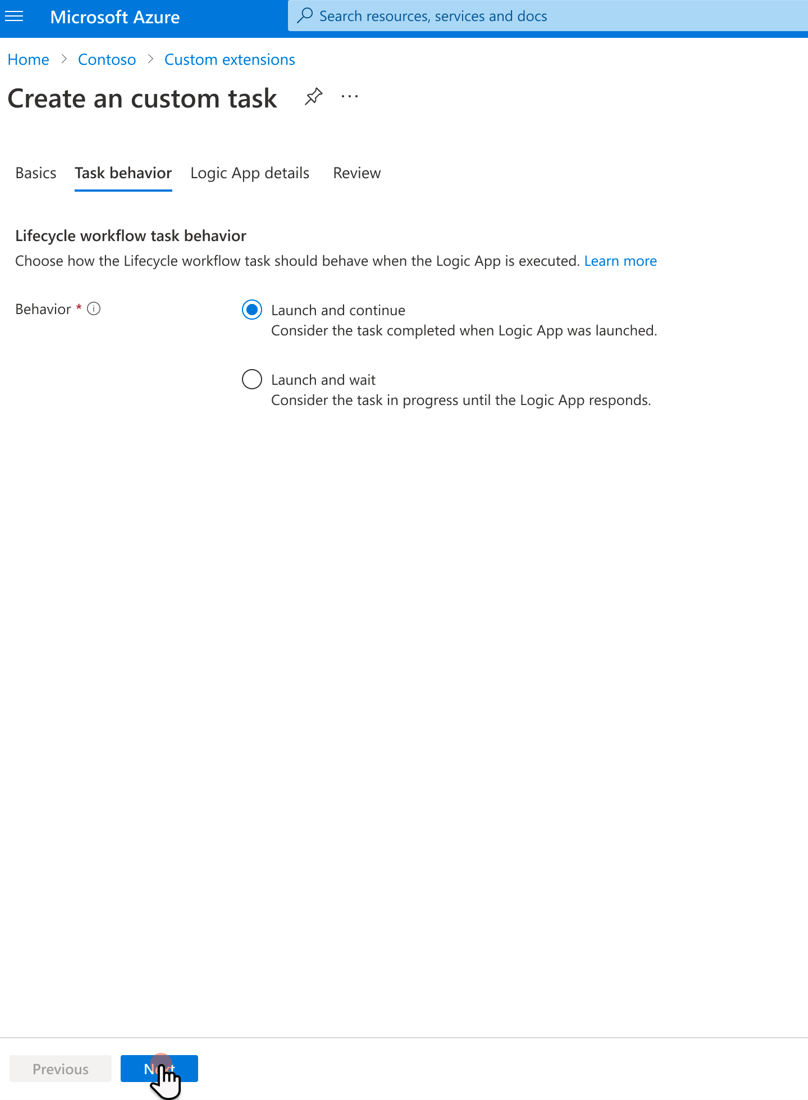 Microsoft Azure
Search resources, services and docs
Home > Contoso > Custom extensions
Create an custom task
Basics Task behavior Logic App details Review
Lifecycle workflow task behavior
Choose how the Lifecycle workflow task should behave when the Logic App is executed. Learn more
Behavior *
Launch and continue
Consider the task completed when Logic App was launched.
Launch and wait
Consider the task in progress until the Logic App responds.
Previous
Next